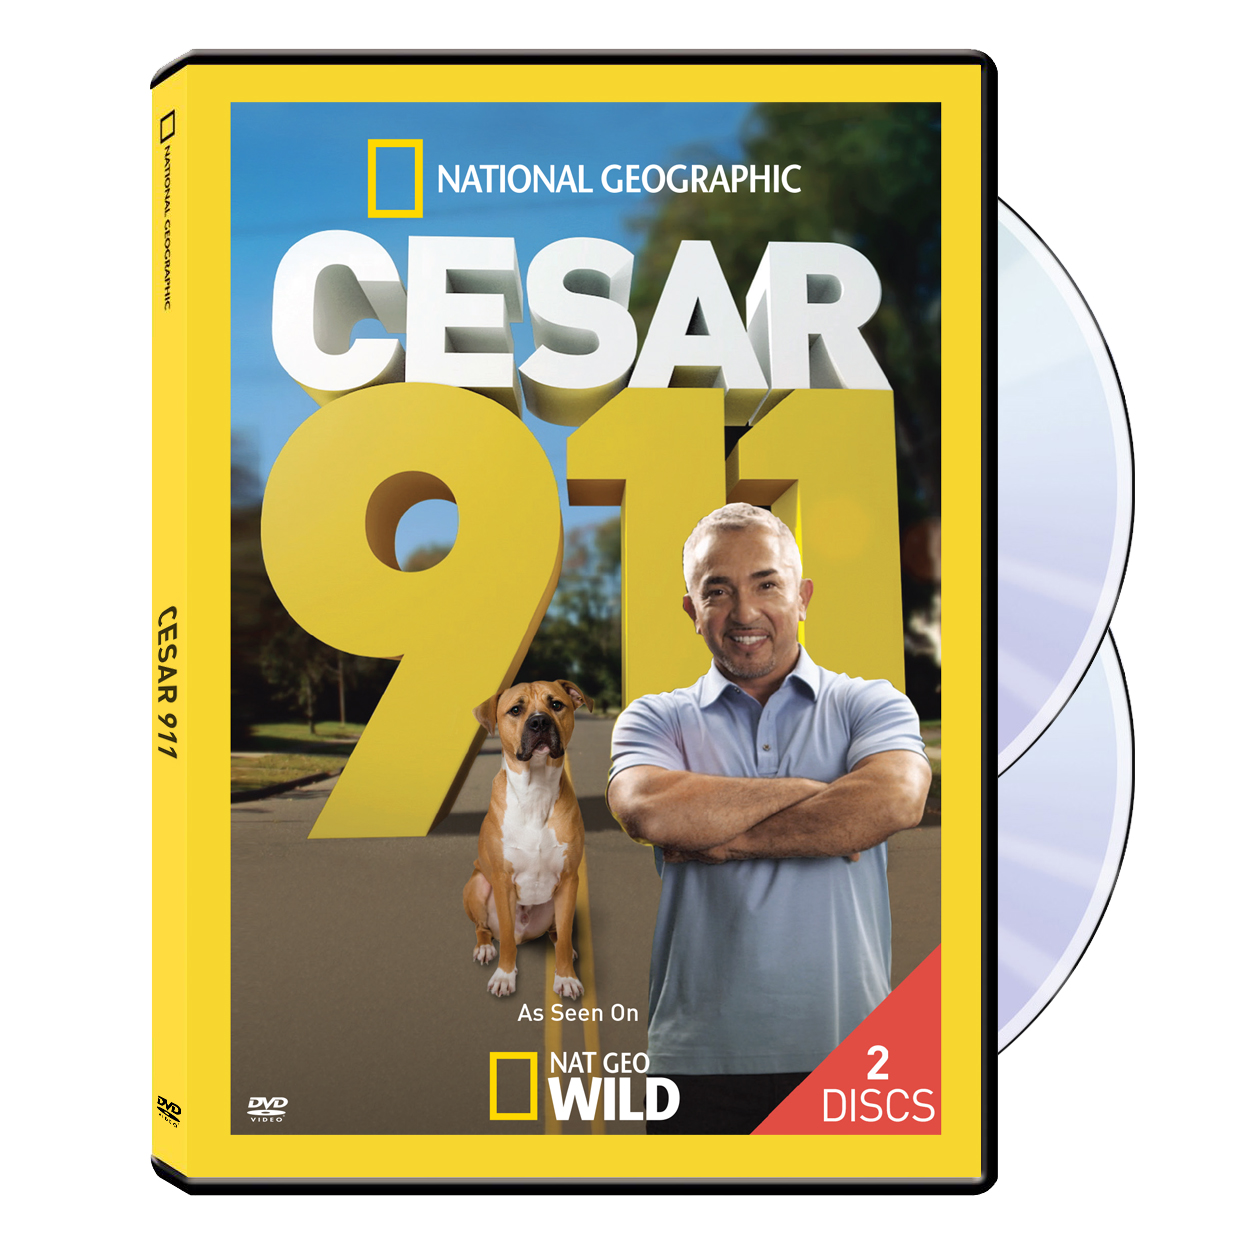 NATIONAL GEOGRAPHIC
CESAR 911
DVD
VIDEO
NATIONAL GEOGRAPHIC
CESAR
911
As Seen On
NAT GEO
WILD
DVD
VIDEO
2
DISCS